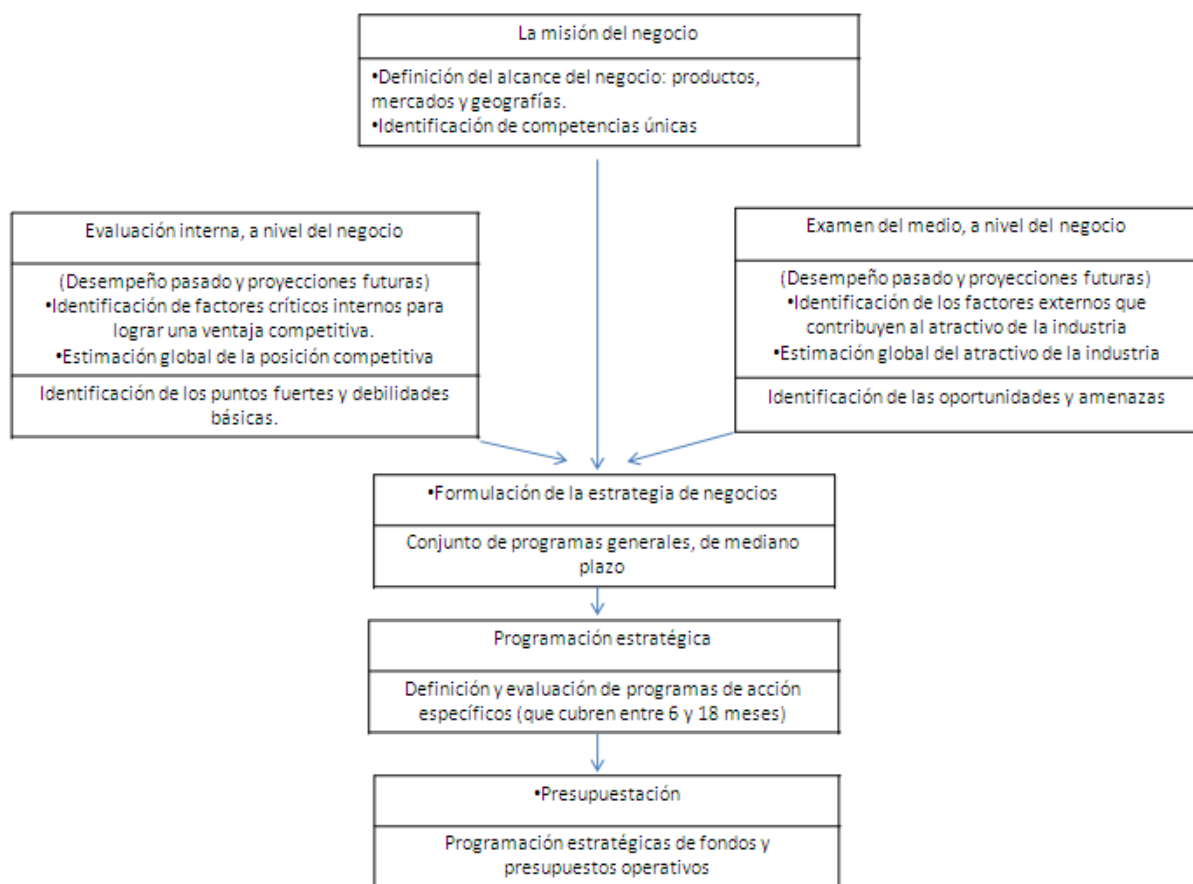 La misión del negocio
•Definición del alcance del negocio: productos,
mercados y geografías.
•Identificación de competencias únicas
Evaluación interna, a nivel del negocio
(Desempeño pasado y proyecciones futuras)
•Identificación de factores críticos internos para
lograr una ventaja competitiva.
•Estimación global de la posición competitiva
Identificación de los puntos fuertes y debilidades
básicas.
Examen del medio, a nivel del negocio
(Desempeño pasado y proyecciones futuras)
•Identificación de los factores externos que
contribuyen al atractivo de la industria
•Estimación global del atractivo de la industria
Identificación de las oportunidades y amenazas
•Formulación de la estrategia de negocios
Conjunto de programas generales, de mediano
plazo
Programación estratégica
Definición y evaluación de programas de acción
específicos (que cubren entre 6 y 18 meses)
•Presupuestación
Programación estratégicas de fondos y
presupuestos operativos